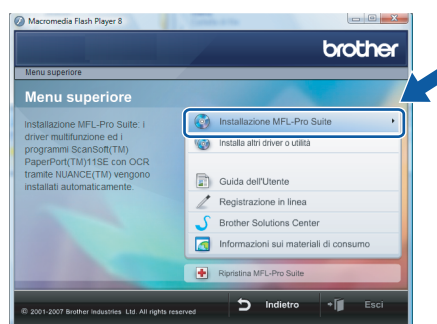 Macromedia Flash Player 8
brother
Menu superiore
Menu superiore
Installazione MFL-Pro Suite: i
driver multifunzione ed i
programmi ScanSoft(TM)
PaperPort(TM)11SE con OCR
tramite NUANCE(TM) vengono
installati automaticamente.
Installazione MFL-Pro Suite
Installa altri driver o utilità
Guida dell'Utente
Registrazione in linea
Brother Solutions Center
Informazioni sui materiali di consumo
Ripristina MFL-Pro Suite
© 2001-2007 Brother Industries Ltd. All rights reserved
Indietro
Esci